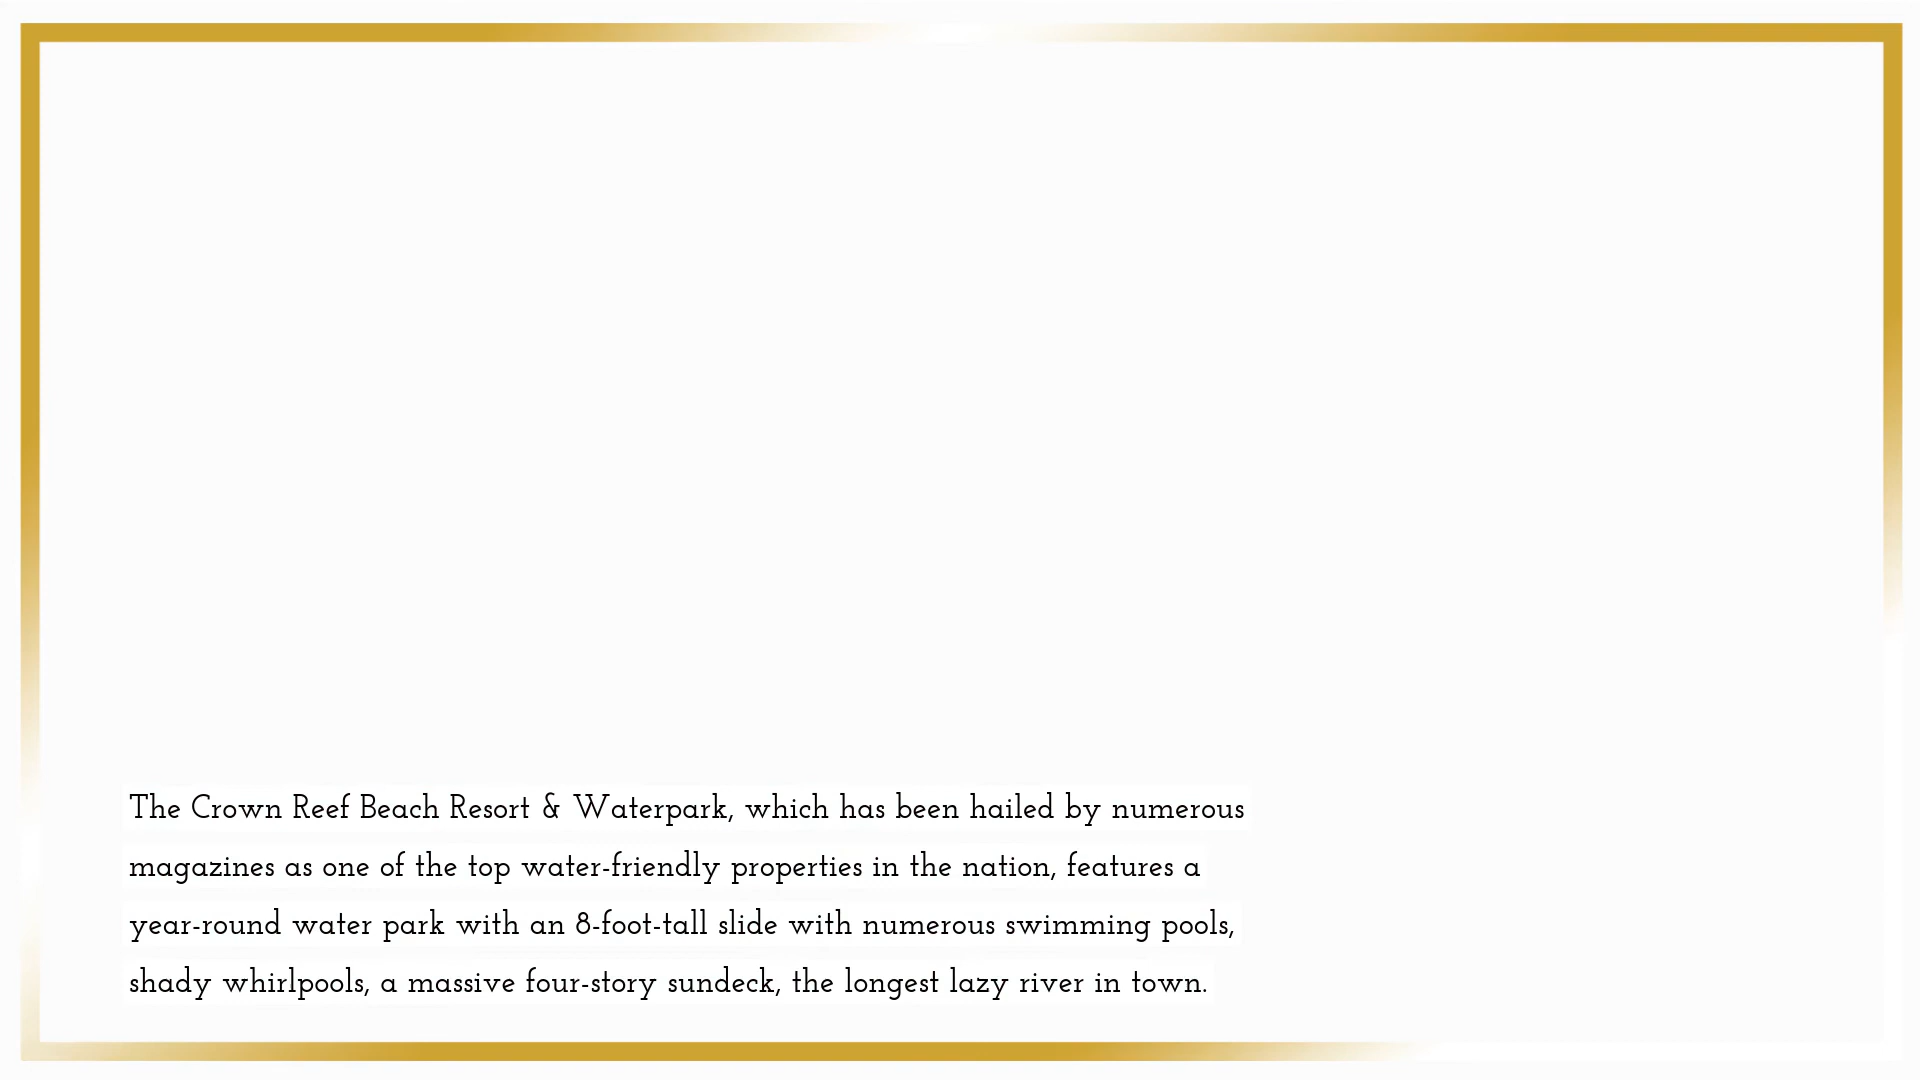 The Crown Reef Beach Resort & Waterpark, which has been hailed by numerous
magazines as one of the top water-friendly properties in the nation, features a
year-round water park with an 8-foot-tall slide with numerous swimming pools,
shady whirlpools, a massive four-story sundeck, the longest lazy river in town.